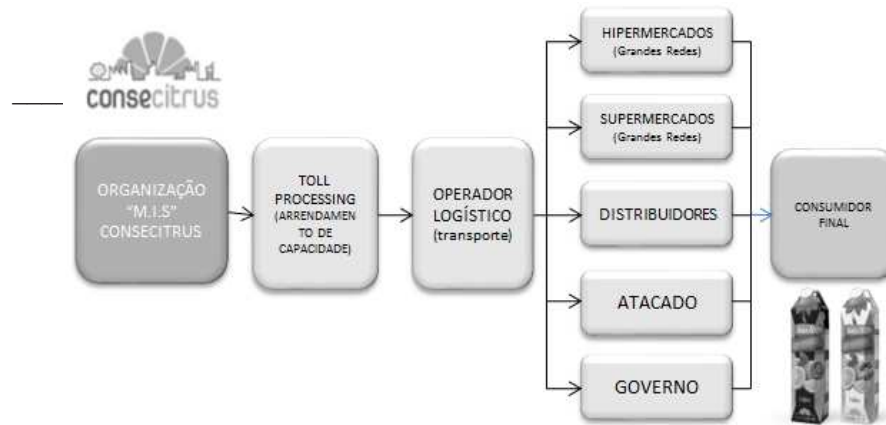 consecitrus
ORGANIZAÇÃO
"M.I.S"
CONSECITRUS
TOLL
PROCESSING
(ARRENDAMEN
TO DE
CAPACIDADE)
OPERADOR
LOGÍSTICO
(transporte)
HIPERMERCADOS
(Grandes Redes)
SUPERMERCADOS
(Grandes Redes)
DISTRIBUIDORES
ATACADO
GOVERNO
CONSUMIDOR
FINAL